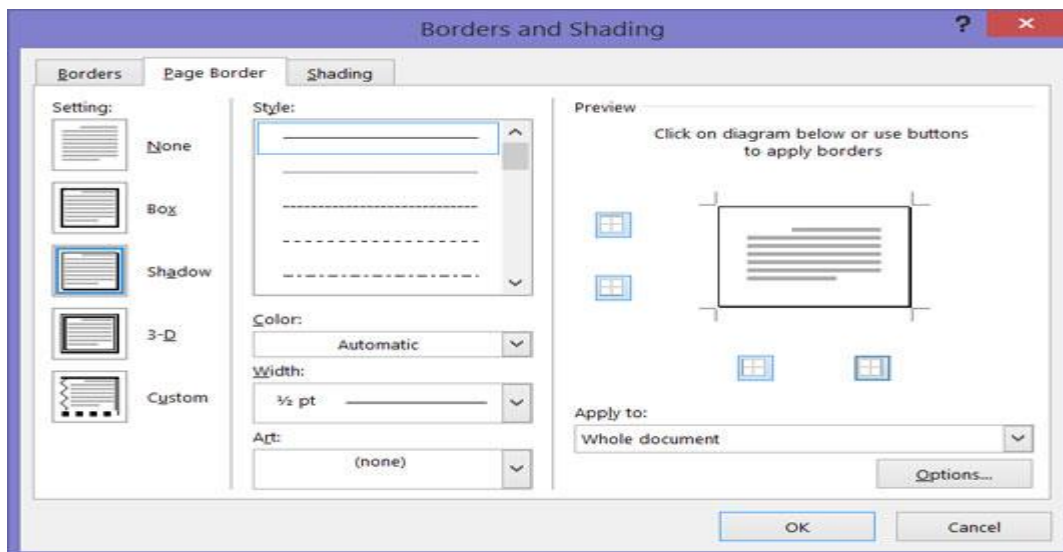 Borders and Shading
?
×
Borders
Page Border
Shading
Setting:
None
Box
Shadow
3-D
Custom
Style:
Color:
Automatic
Width:
½ pt
Art:
(none)
Preview
Click on diagram below or use buttons
to apply borders
Apply to:
Whole document
Options...
OK
Cancel